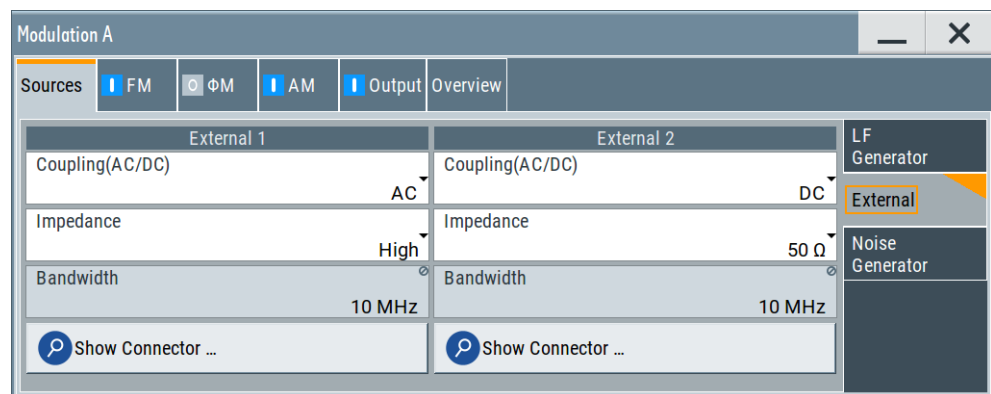 Modulation A
Sources FM ΦM AM Output Overview
External 1
Coupling(AC/DC)
AC
Impedance
High
Bandwidth
10 MHz
Show Connector ...
External 2
Coupling(AC/DC)
DC
Impedance
50 Ω
Bandwidth
10 MHz
Show Connector ...
LF
Generator
External
Noise
Generator